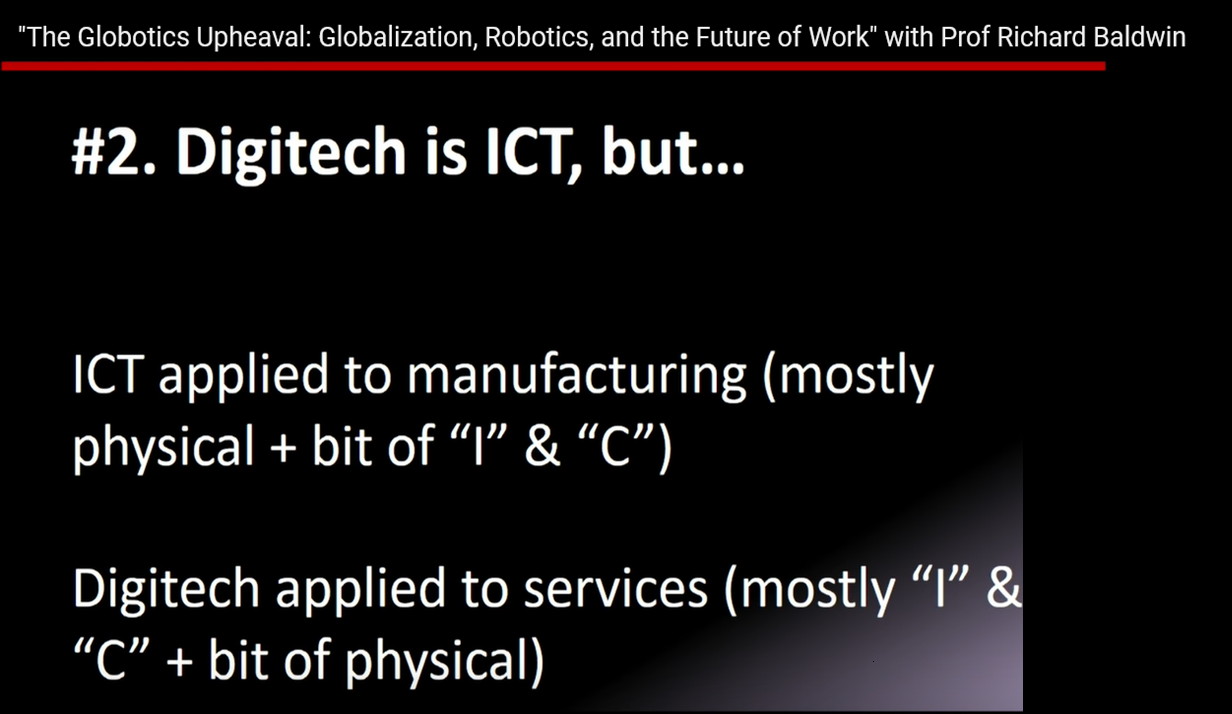 "The Globotics Upheaval: Globalization, Robotics, and the Future of Work" with Prof Richard Baldwin
#2. Digitech is ICT, but...
ICT applied to manufacturing (mostly
physical + bit of “I” & “C”)
Digitech applied to services (mostly “I” &
“C” + bit of physical)